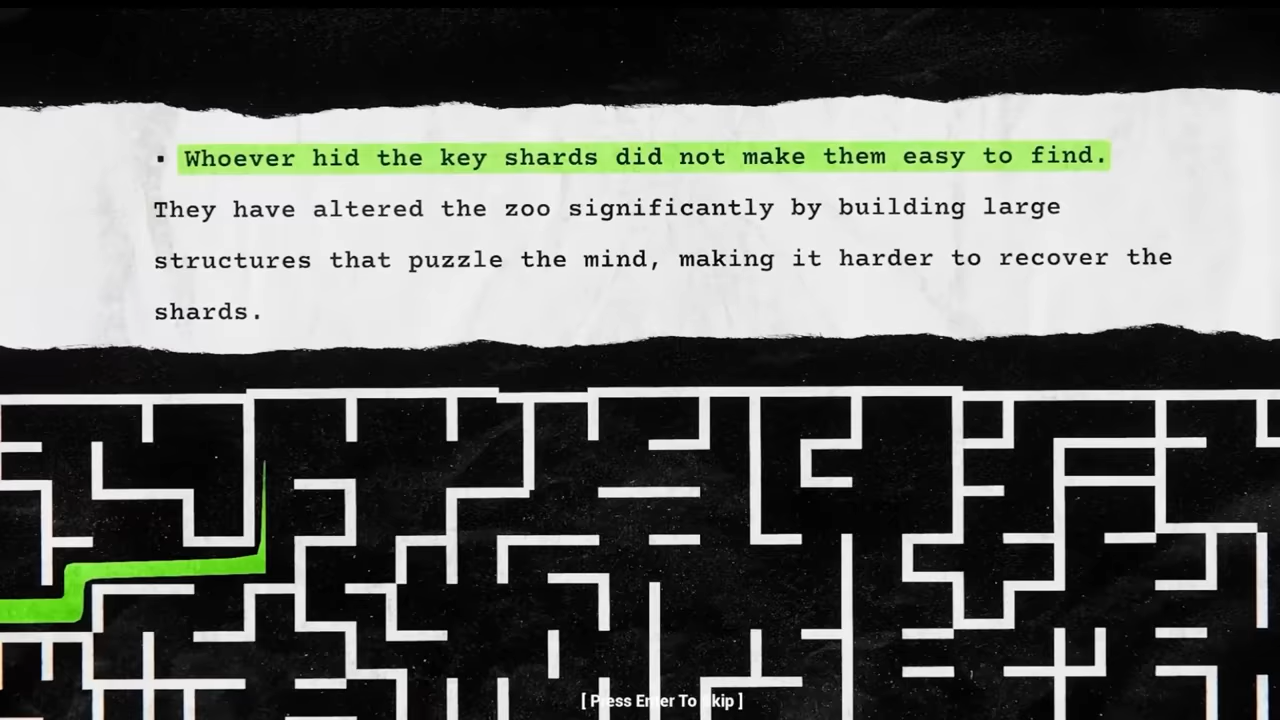 ▪ Whoever hid the key shards did not make them easy to find.
They have altered the zoo significantly by building large
structures that puzzle the mind, making it harder to recover the
shards.
[ Press Enter To Skip ]